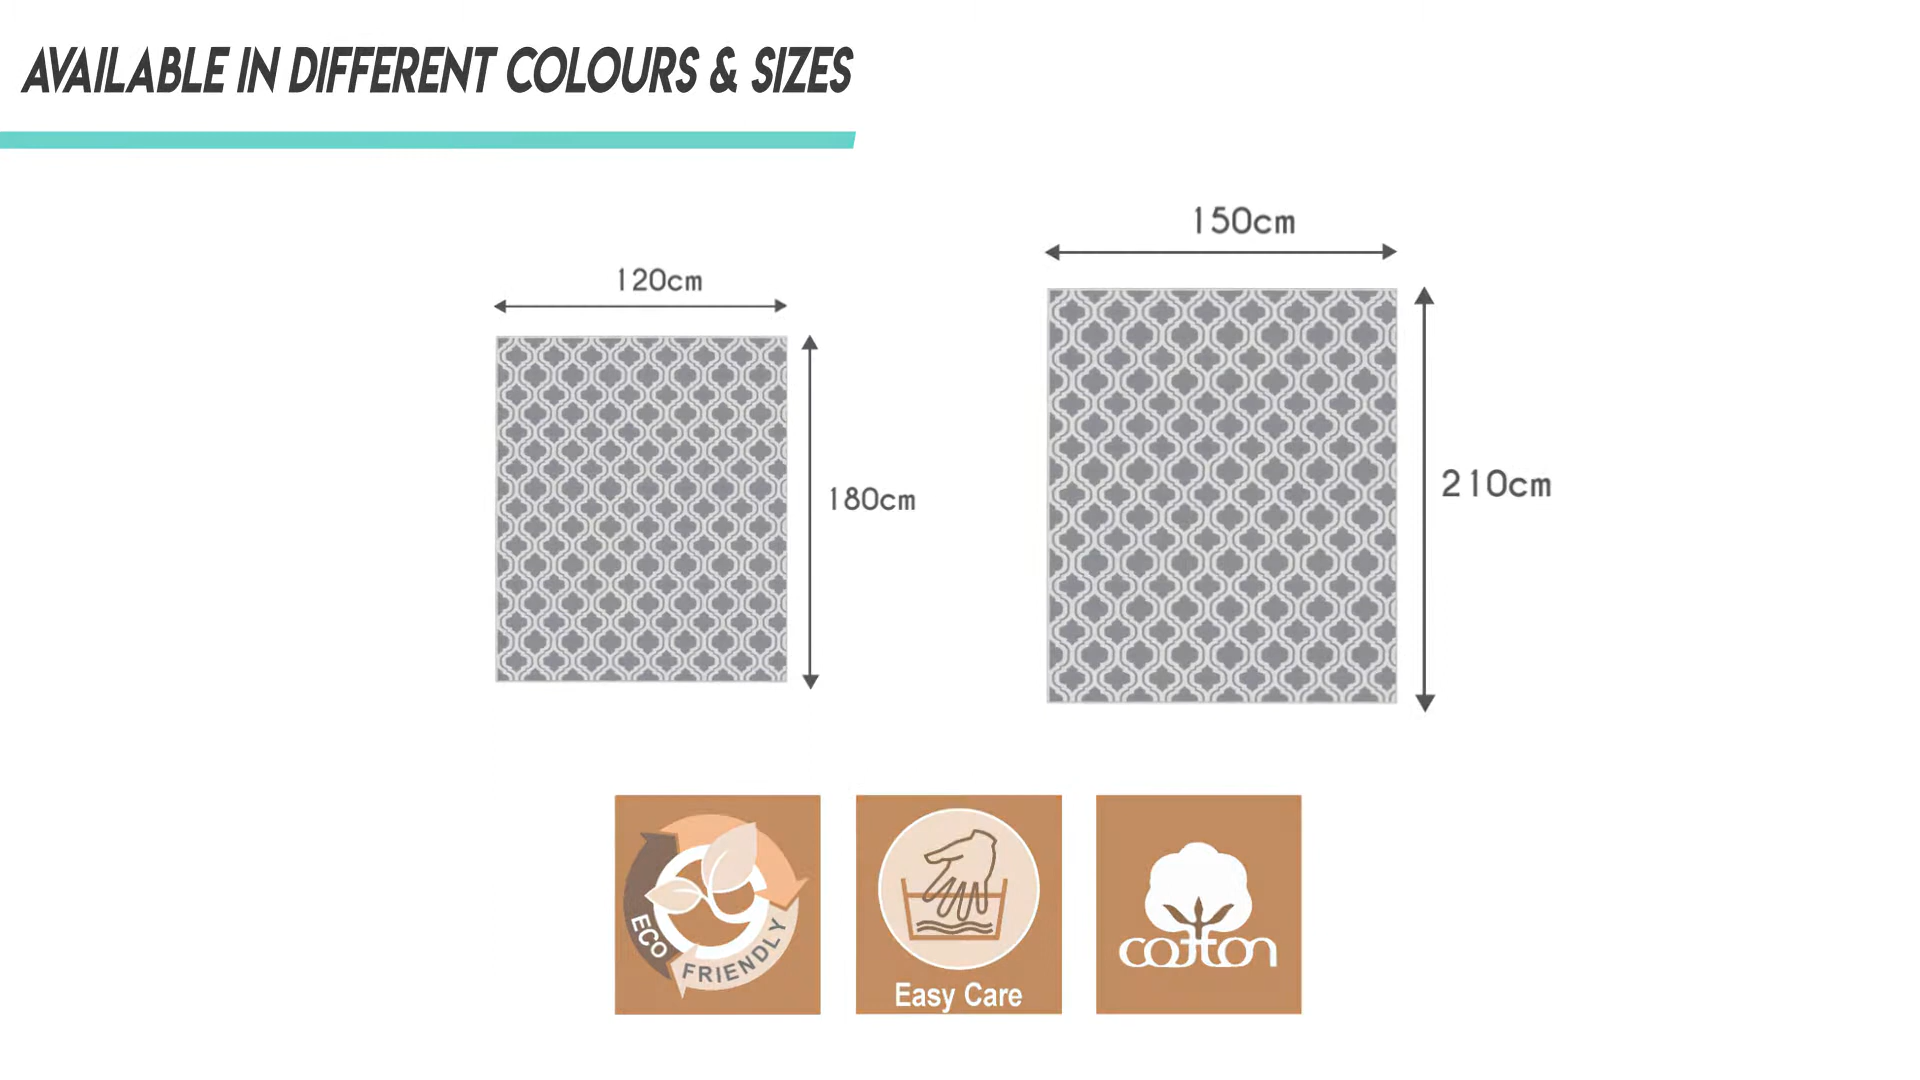 AVAILABLE IN DIFFERENT COLOURS & SIZES
150cm
120cm
180cm
210cm
ECO FRIENDLY
Easy Care
cotton